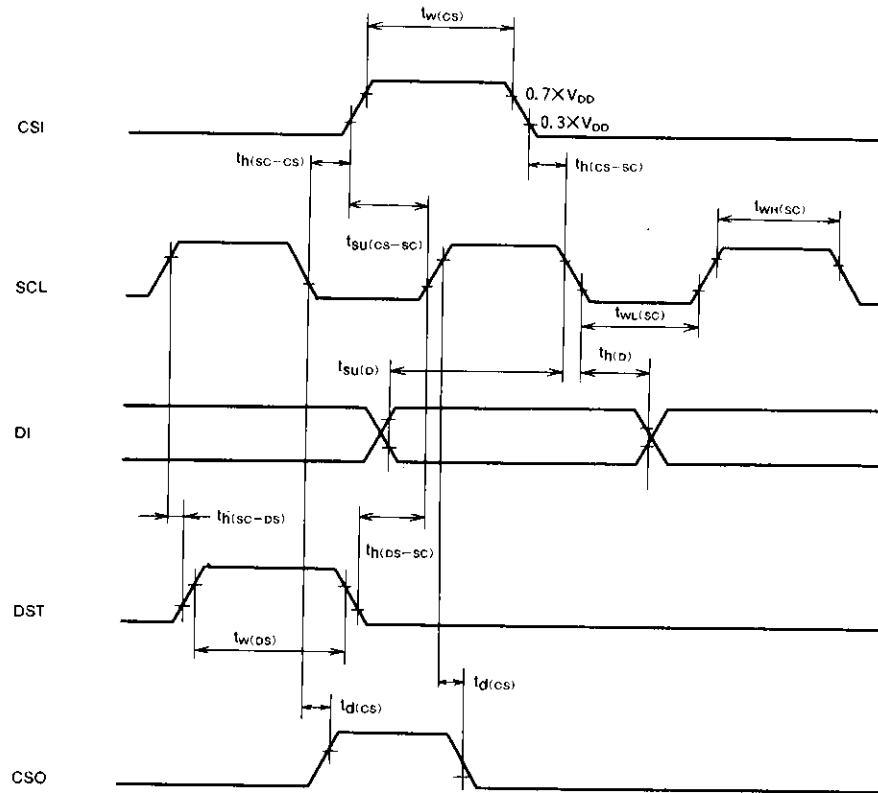 tw(CS)
0.7×VDD
CSI
0.3×VDD
th(SC-CS)
th(CS-SC)
tWH(SC)
tsu(CS-SC)
SCL
tWL(SC)
tsu(D)
th(D)
DI
th(SC-DS)
th(DS-SC)
DST
tw(DS)
td(CS)
td(CS)
CSO